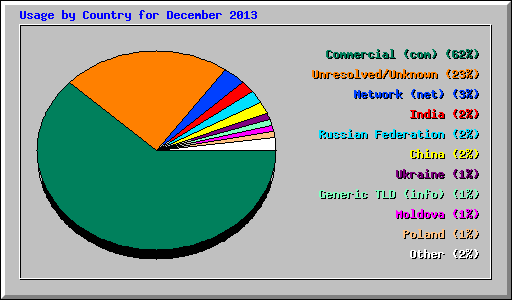 Usage by Country for December 2013
Commercial (com) (62%)
Unresolved/Unknown (23%)
Network (net) (3%)
India (2%)
Russian Federation (2%)
China (2%)
Ukraine (1%)
Generic TLD (info) (1%)
Moldova (1%)
Poland (1%)
Other (2%)